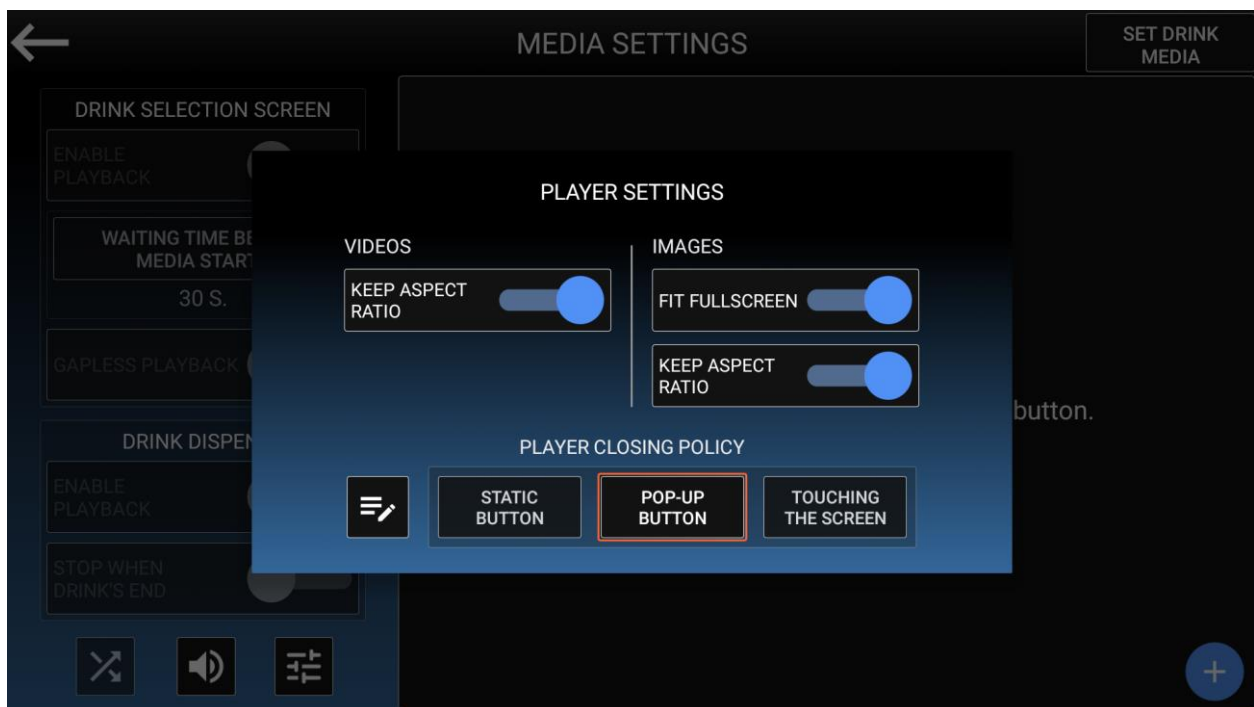 MEDIA SETTINGS
SET DRINK
MEDIA
DRINK SELECTION SCREEN
ENABLE
PLAYBACK
WAITING TIME BE
MEDIA START
30 S.
GAPLESS PLAYBACK
DRINK DISPEN
ENABLE
PLAYBACK
STOP WHEN
DRINK'S END
PLAYER SETTINGS
VIDEOS
KEEP ASPECT
RATIO
IMAGES
FIT FULLSCREEN
KEEP ASPECT
RATIO
PLAYER CLOSING POLICY
STATIC
BUTTON
POP-UP
BUTTON
TOUCHING
THE SCREEN
button.